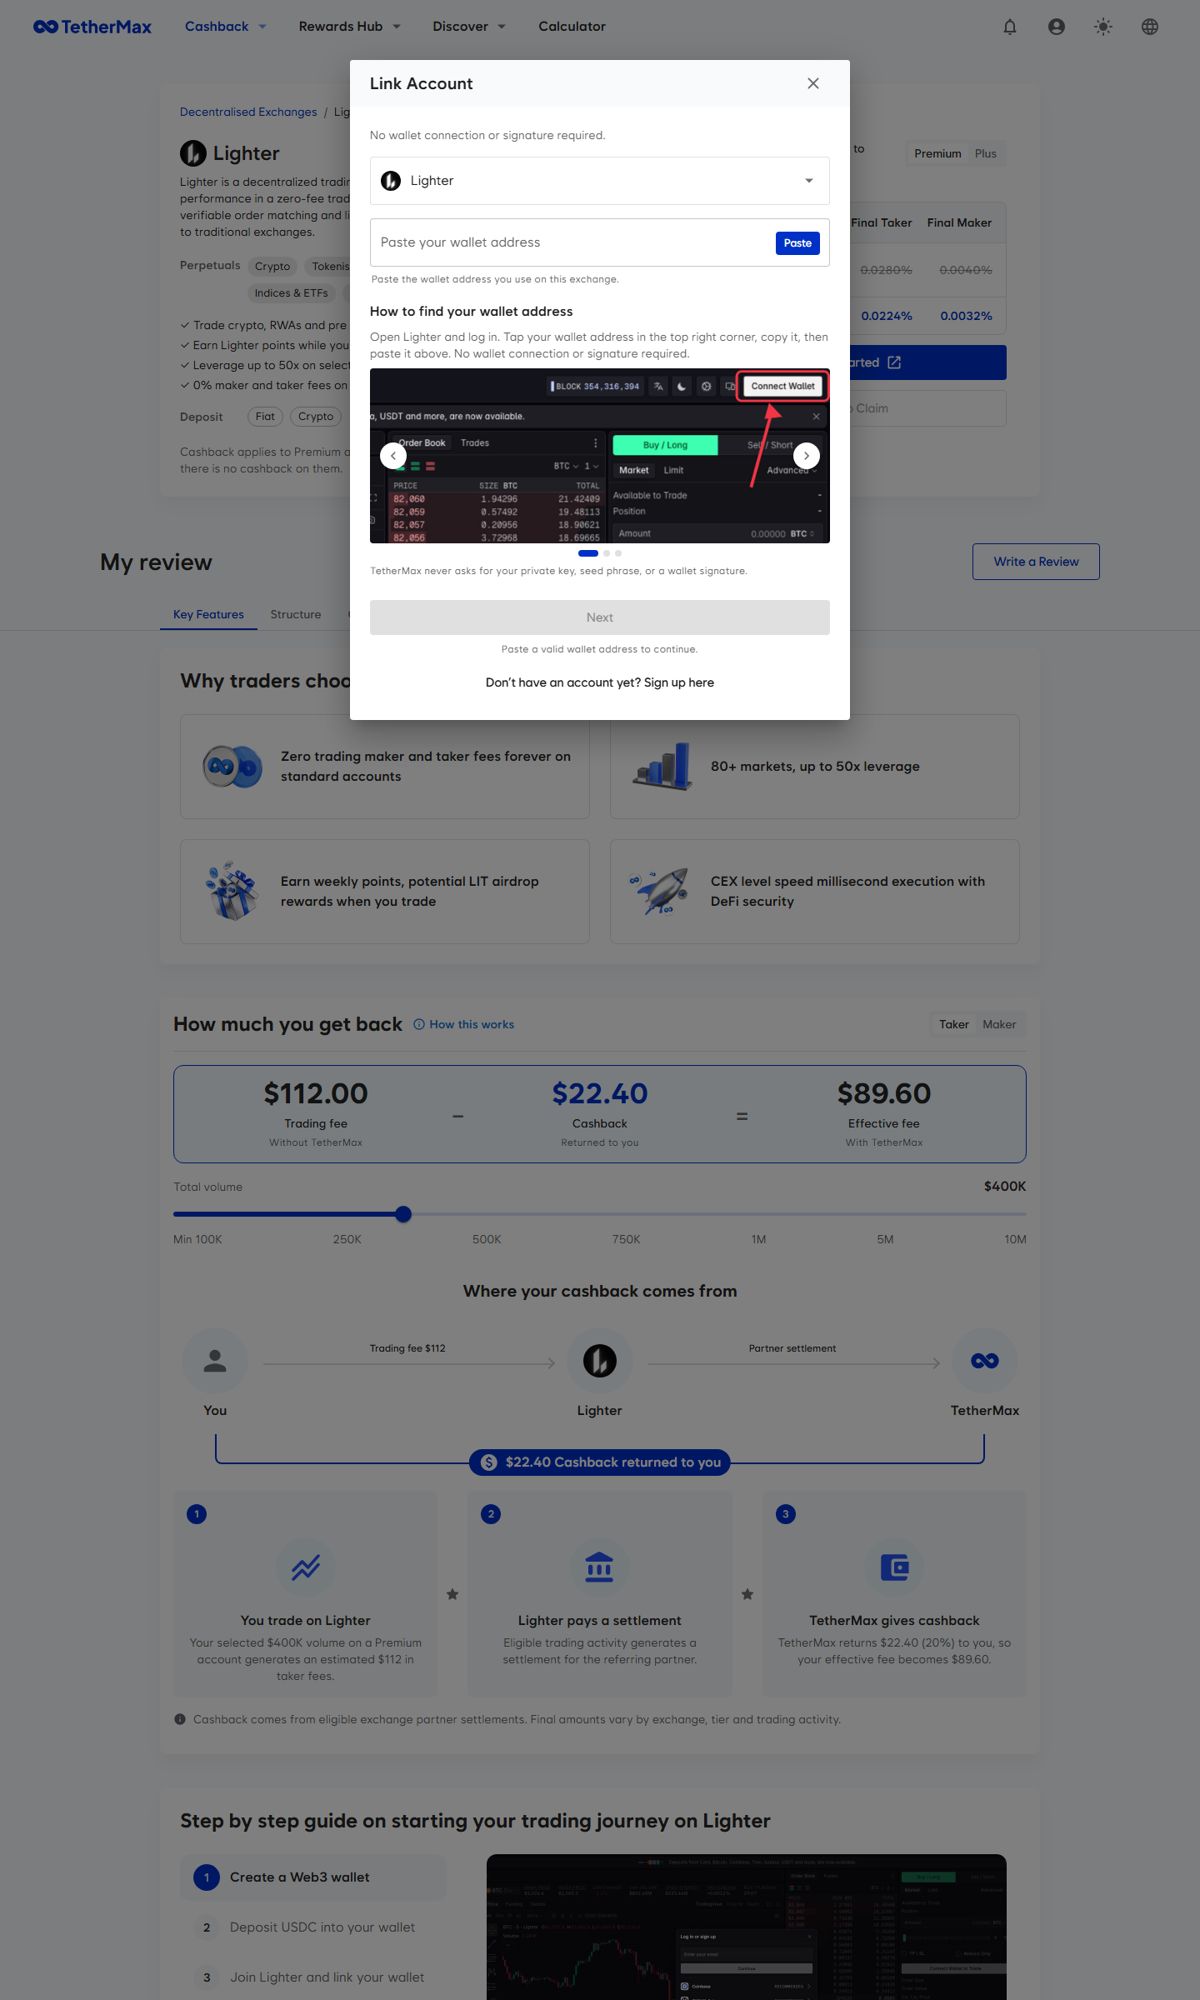 TetherMax
Cashback
Rewards Hub
Discover
Calculator
Link Account
No wallet connection or signature required.
Lighter
Paste your wallet address
Paste
Paste the wallet address you use on this exchange.
How to find your wallet address
Open Lighter and log in. Tap your wallet address in the top right corner, copy it, then
paste it above. No wallet connection or signature required.
BLOCK 354,316,394
Connect Wallet
a, USDT and more, are now available.
Order Book
Trades
Buy / Long
Sell / Short
BTC
1
Market
Limit
Advanced
PRICE
SIZE BTC
TOTAL
82,060 1.94296 21.42409
82,059 0.57492 19.48113
82,057 0.20956 18.90621
82,056 3.72968 18.69665
Available to Trade -
Position -
Amount
0.00000 BTC
TetherMax never asks for your private key, seed phrase, or a wallet signature.
Next
Paste a valid wallet address to continue.
Don't have an account yet? Sign up here
Decentralised Exchanges / Lig
Lighter
Lighter is a decentralized tradi
performance in a zero-fee trad
verifiable order matching and li
to traditional exchanges.
Perpetuals
Crypto
Tokenis
Indices & ETFs
Trade crypto, RWAs and pre
Earn Lighter points while you
Leverage up to 50x on select
0% maker and taker fees on
Deposit
Fiat
Crypto
Cashback applies to Premium a
there is no cashback on them.
to
Premium
Plus
Final Taker
Final Maker
0.0280%
0.0040%
0.0224%
0.0032%
arted
Claim
My review
Write a Review
Key Features
Structure
Why traders choo
Zero trading maker and taker fees forever on
standard accounts
80+ markets, up to 50x leverage
Earn weekly points, potential LIT airdrop
rewards when you trade
CEX level speed millisecond execution with
DeFi security
How much you get back
How this works
Taker
Maker
$112.00
Trading fee
Without TetherMax
–
$22.40
Cashback
Returned to you
=
$89.60
Effective fee
With TetherMax
Total volume
$400K
Min 100K
250K
500K
750K
1M
5M
10M
Where your cashback comes from
Trading fee $112
Partner settlement
You
Lighter
TetherMax
$22.40 Cashback returned to you
1
You trade on Lighter
Your selected $400K volume on a Premium
account generates an estimated $112 in
taker fees.
2
Lighter pays a settlement
Eligible trading activity generates a
settlement for the referring partner.
3
TetherMax gives cashback
TetherMax returns $22.40 (20%) to you, so
your effective fee becomes $89.60.
Cashback comes from eligible exchange partner settlements. Final amounts vary by exchange, tier and trading activity.
Step by step guide on starting your trading journey on Lighter
1 Create a Web3 wallet
2 Deposit USDC into your wallet
3 Join Lighter and link your wallet
Log in or sign up
Enter your email
Continue
Coinbase